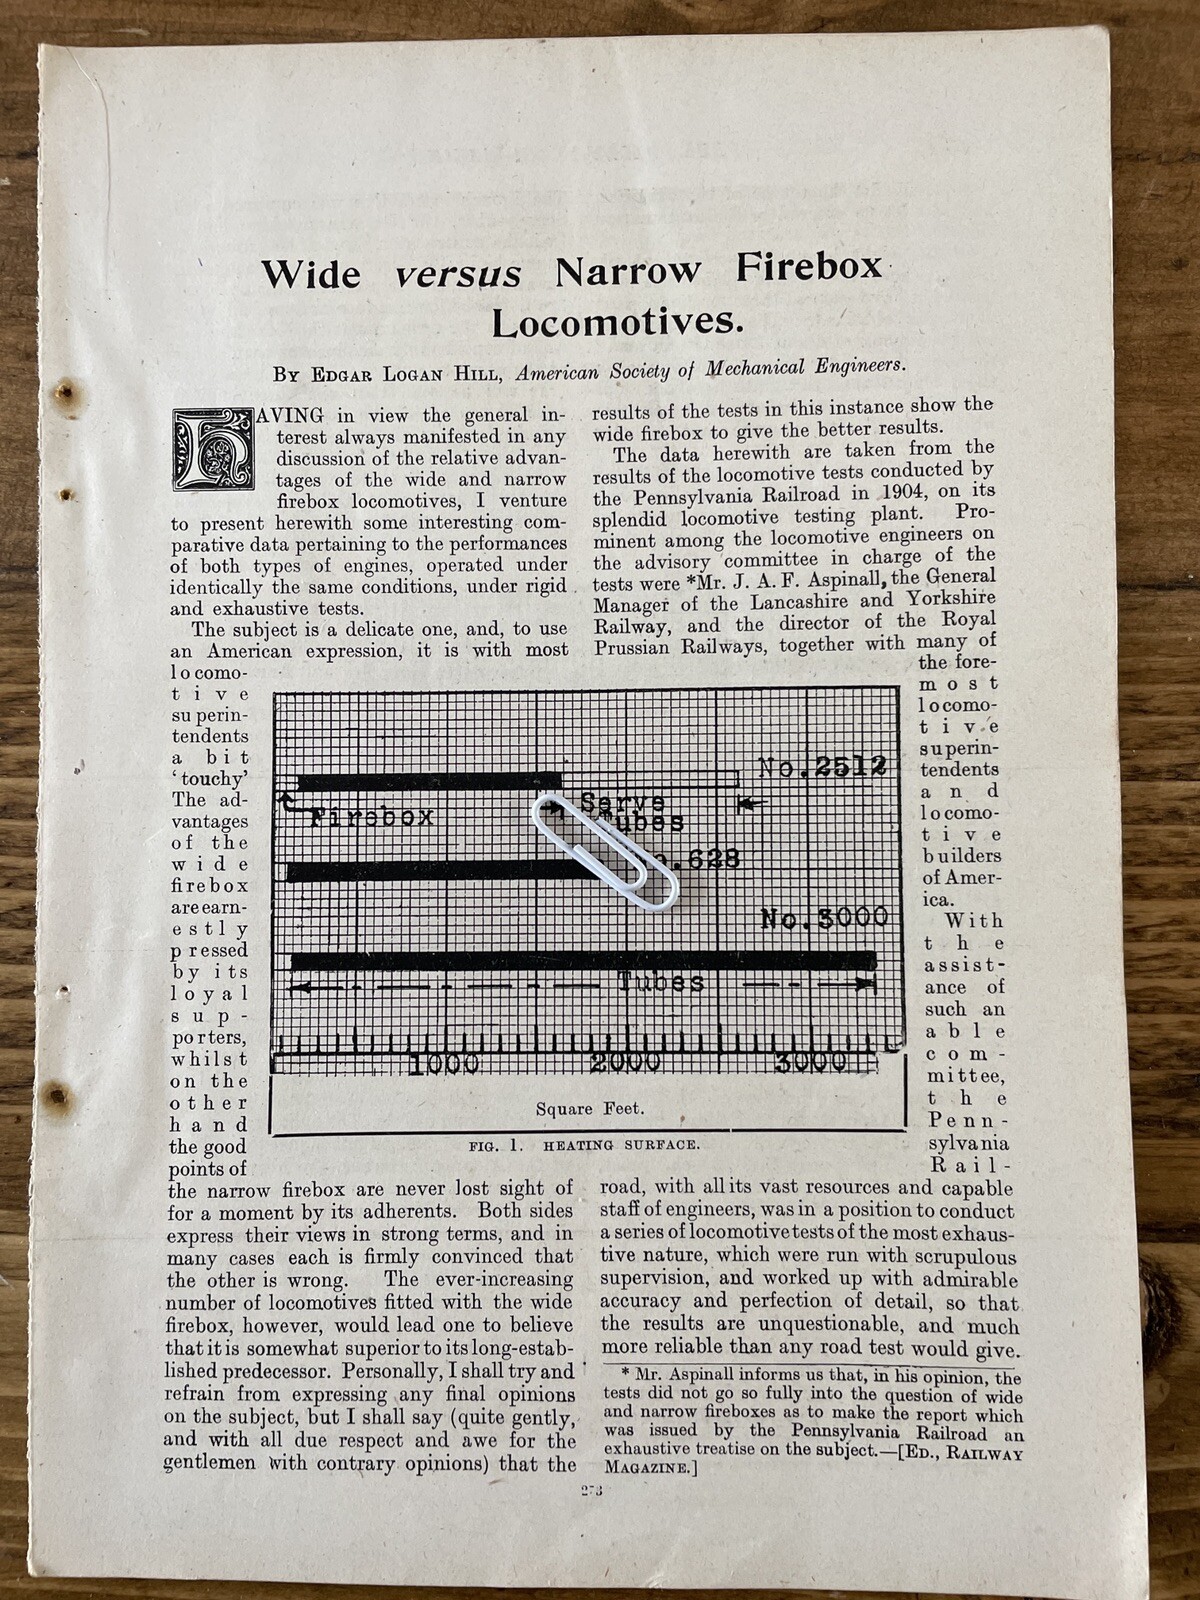 Wide versus Narrow Firebox
Locomotives.
By Edgar Logan Hill, American Society of Mechanical Engineers.
HAVING in view the general in-
terest always manifested in any
discussion of the relative advan-
tages of the wide and narrow
firebox locomotives, I venture
to present herewith some interesting com-
parative data pertaining to the performances
of both types of engines, operated under
identically the same conditions, under rigid
and exhaustive tests.
The subject is a delicate one, and, to use
an American expression, it is with most
locomo-
tive
superin-
tendents
a bit
‘touchy’
The ad-
vantages
of the
wide
firebox
are earn-
estly
pressed
by its
loyal
sup-
porters,
whilst
on the
other
hand
the good
points of
the narrow firebox are never lost sight of
for a moment by its adherents. Both sides
express their views in strong terms, and in
many cases each is firmly convinced that
the other is wrong. The ever-increasing
number of locomotives fitted with the wide
firebox, however, would lead one to believe
that it is somewhat superior to its long-estab-
lished predecessor. Personally, I shall try and
refrain from expressing any final opinions
on the subject, but I shall say (quite gently,
and with all due respect and awe for the
gentlemen with contrary opinions) that the
results of the tests in this instance show the
wide firebox to give the better results.
The data herewith are taken from the
results of the locomotive tests conducted by
the Pennsylvania Railroad in 1904, on its
splendid locomotive testing plant. Pro-
minent among the locomotive engineers on
the advisory committee in charge of the
tests were *Mr. J. A. F. Aspinall, the General
Manager of the Lancashire and Yorkshire
Railway, and the director of the Royal
Prussian Railways, together with many of
the fore-
most
locomo-
tive
superin-
tendents
and
locomo-
tive
builders
of Amer-
ica.
With
the
assist-
ance of
such an
able
com-
mittee,
the
Penn-
sylvania
Rail-
road, with all its vast resources and capable
staff of engineers, was in a position to conduct
a series of locomotive tests of the most exhaus-
tive nature, which were run with scrupulous
supervision, and worked up with admirable
accuracy and perfection of detail, so that
the results are unquestionable, and much
more reliable than any road test would give.
* Mr. Aspinall informs us that, in his opinion, the
tests did not go so fully into the question of wide
and narrow fireboxes as to make the report which
was issued by the Pennsylvania Railroad an
exhaustive treatise on the subject.—[Ed., Railway
Magazine.]
No.2512
Firebox
Serve
Tubes
.628
No.3000
Tubes
1000 2000 3000
Square Feet.
FIG. 1. HEATING SURFACE.
273